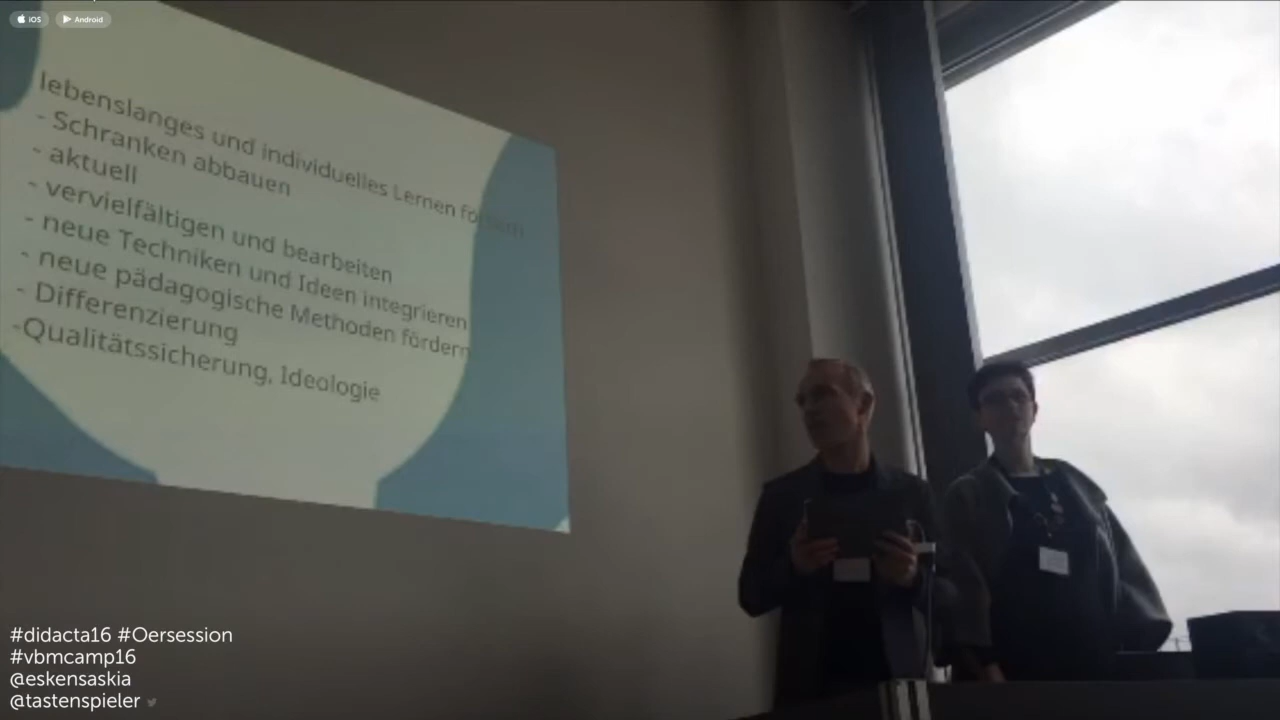 iOS
Android
lebenslanges und individuelles Lernen fördern
- Schranken abbauen
- aktuell
- vervielfältigen und bearbeiten
- neue Techniken und Ideen integrieren
- neue pädagogische Methoden fördern
- Differenzierung
-Qualitätssicherung, Ideologie
#didacta16 #Oersession
#vbmcamp16
@eskensaskia
@tastenspieler